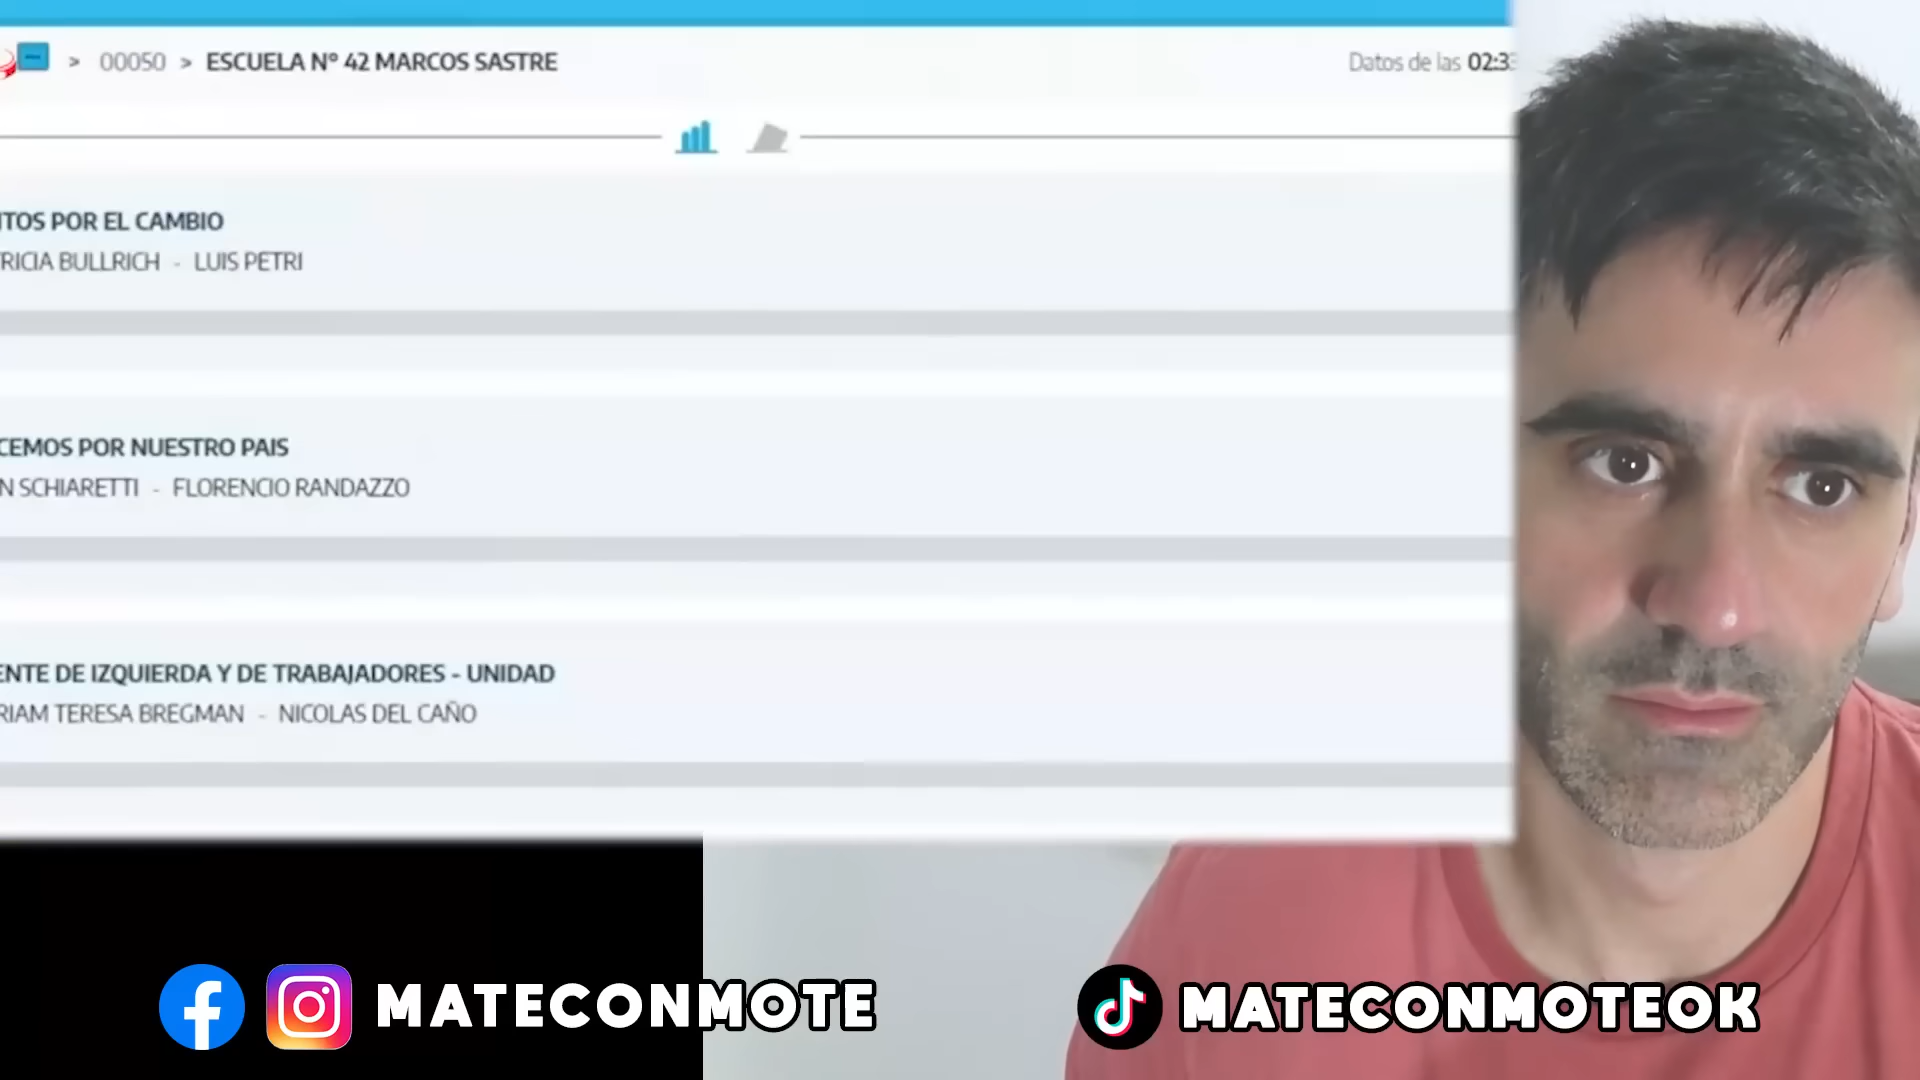 > 00050 > ESCUELA Nº 42 MARCOS SASTRE
Datos de las 02:33
TOS POR EL CAMBIO
RICIA BULLRICH - LUIS PETRI
CEMOS POR NUESTRO PAIS
N SCHIARETTI - FLORENCIO RANDAZZO
ENTE DE IZQUIERDA Y DE TRABAJADORES - UNIDAD
RIAM TERESA BREGMAN - NICOLAS DEL CAÑO
MATECONMOTE
MATECONMOTEOK